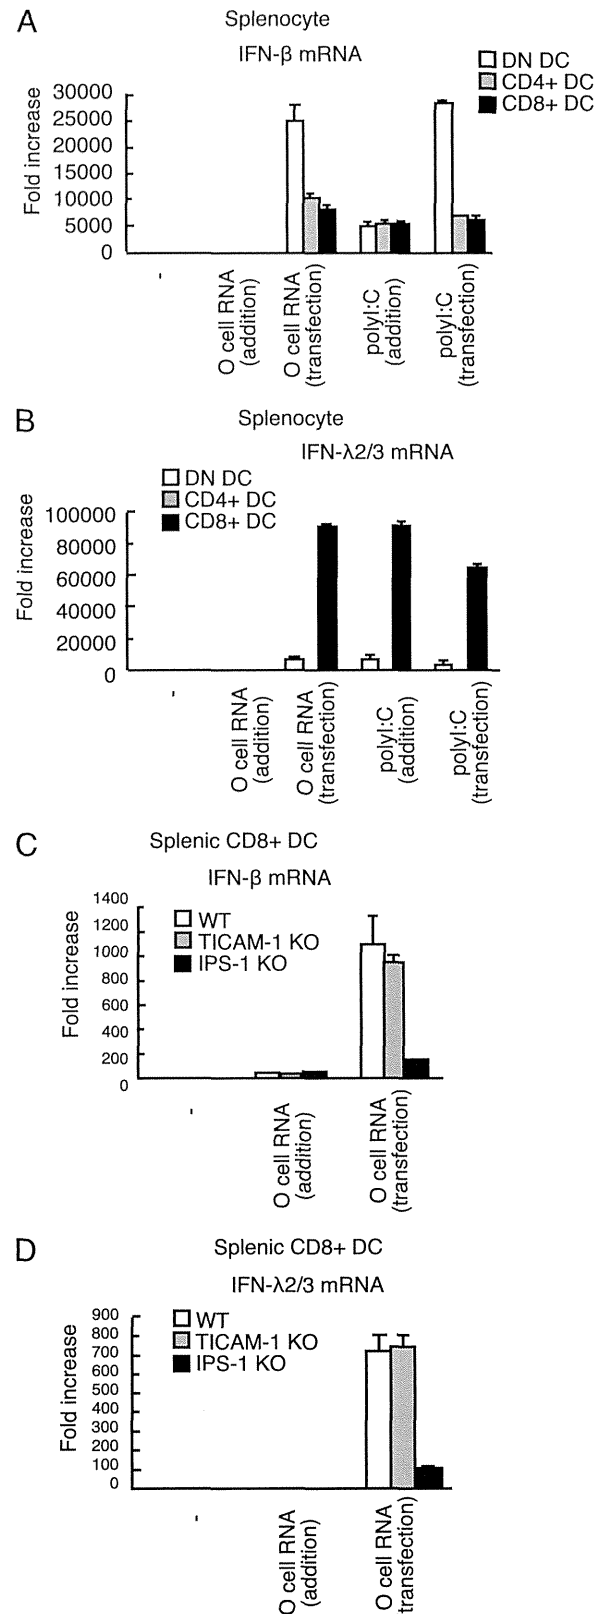 A
Splenocyte
IFN-β mRNA
DN DC
CD4+ DC
CD8+ DC
Fold increase
30000
25000
20000
15000
10000
5000
0
-
O cell RNA
(addition)
O cell RNA
(transfection)
polyI:C
(addition)
polyI:C
(transfection)
B
Splenocyte
IFN-λ2/3 mRNA
DN DC
CD4+ DC
CD8+ DC
Fold increase
100000
80000
60000
40000
20000
0
-
O cell RNA
(addition)
O cell RNA
(transfection)
polyI:C
(addition)
polyI:C
(transfection)
C
Splenic CD8+ DC
IFN-β mRNA
WT
TICAM-1 KO
IPS-1 KO
Fold increase
1400
1200
1000
800
600
400
200
0
-
O cell RNA
(addition)
O cell RNA
(transfection)
D
Splenic CD8+ DC
IFN-λ2/3 mRNA
WT
TICAM-1 KO
IPS-1 KO
Fold increase
900
800
700
600
500
400
300
200
100
0
-
O cell RNA
(addition)
O cell RNA
(transfection)